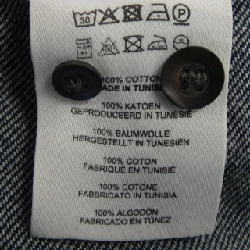 30 P
100% COTTON
MADE IN TUNISIA
100% KATOEN
GEPRODUCEERD IN TUNESIE
100% BAUMWOLLE
HERGESTELLT IN TUNESIEN
100% COTON
FABRIQUE EN TUNISIE
100% COTONE
FABBRICATO IN TUNISIA
100% ALGODON
FABRICADO EN TÚNEZ